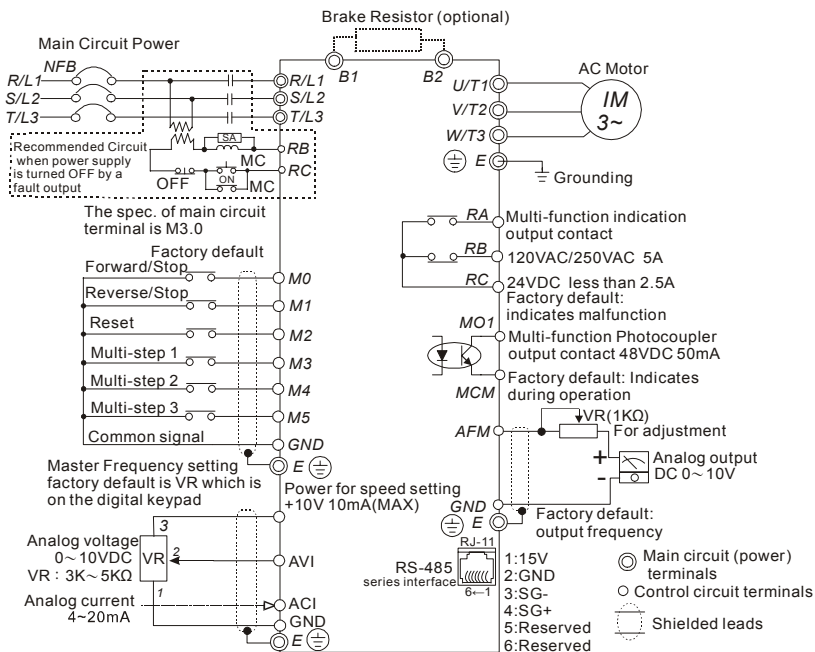 Brake Resistor (optional)
Main Circuit Power
NFB
R/L1
S/L2
T/L3
R/L1
S/L2
T/L3
B1
B2
U/T1
V/T2
W/T3
E
AC Motor
IM
3~
Grounding
Recommended Circuit
when power supply
is turned OFF by a
fault output
SA
OFF
ON
MC
MC
RB
RC
The spec. of main circuit
terminal is M3.0
Factory default
Forward/Stop
M0
Reverse/Stop
M1
Reset
M2
Multi-step 1
M3
Multi-step 2
M4
Multi-step 3
M5
Common signal
GND
E
RA
Multi-function indication
output contact
RB
120VAC/250VAC 5A
RC
24VDC less than 2.5A
Factory default:
indicates malfunction
MO1
Multi-function Photocoupler
output contact 48VDC 50mA
MCM
Factory default: Indicates
during operation
AFM
VR(1KΩ)
For adjustment
+
-
Analog output
DC 0~10V
GND
E
Factory default:
output frequency
Master Frequency setting
factory default is VR which is
on the digital keypad
Power for speed setting
+10V 10mA(MAX)
3
Analog voltage
0~10VDC
VR : 3K~5KΩ
VR
2
1
AVI
Analog current
4~20mA
ACI
GND
E
RJ-11
RS-485
series interface
6←1
1:15V
2:GND
3:SG-
4:SG+
5:Reserved
6:Reserved
Main circuit (power)
terminals
Control circuit terminals
Shielded leads